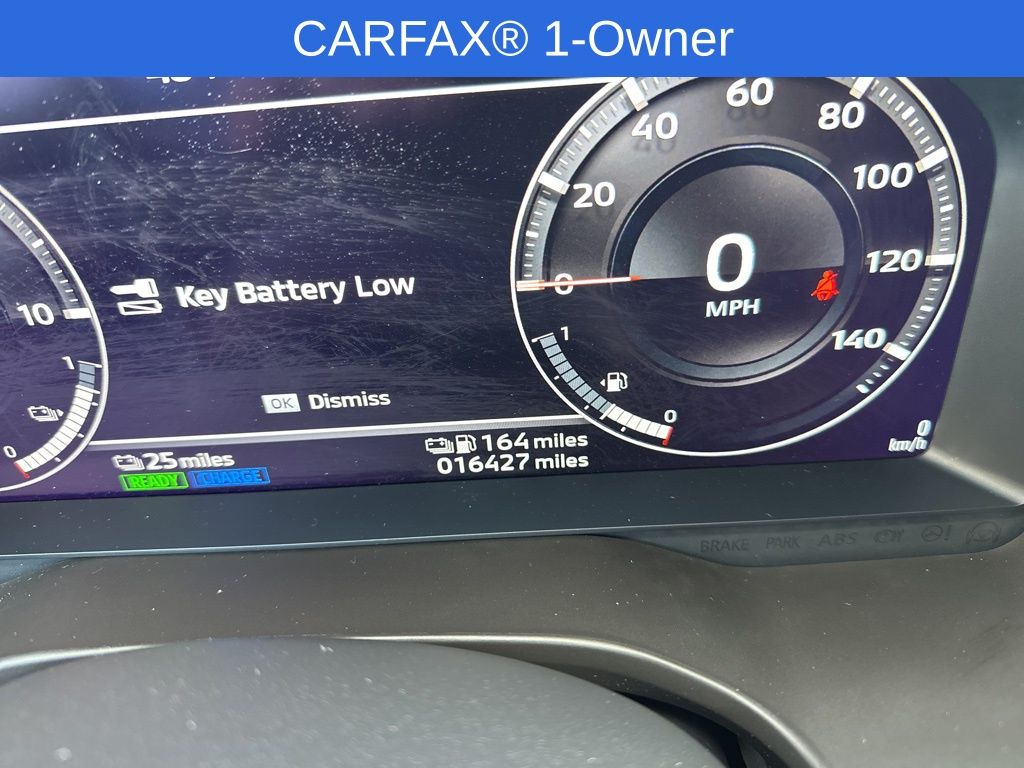 CARFAX® 1-Owner
60
40
80
20
100
0
MPH
120
0
140
1
0
10
1
0
Key Battery Low
OK Dismiss
25 miles
READY CHARGE
164 miles
016427 miles
0
km/h
BRAKE PARK ABS